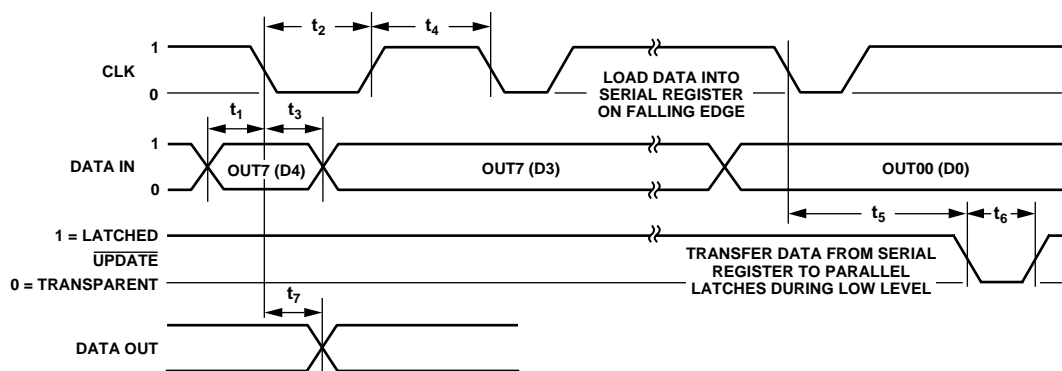 t2
t4
1
CLK
0
LOAD DATA INTO
SERIAL REGISTER
ON FALLING EDGE
t1
t3
1
DATA IN
0
OUT7 (D4)
OUT7 (D3)
OUT00 (D0)
t5
t6
1 = LATCHED
UPDATE
0 = TRANSPARENT
TRANSFER DATA FROM SERIAL
REGISTER TO PARALLEL
LATCHES DURING LOW LEVEL
t7
DATA OUT